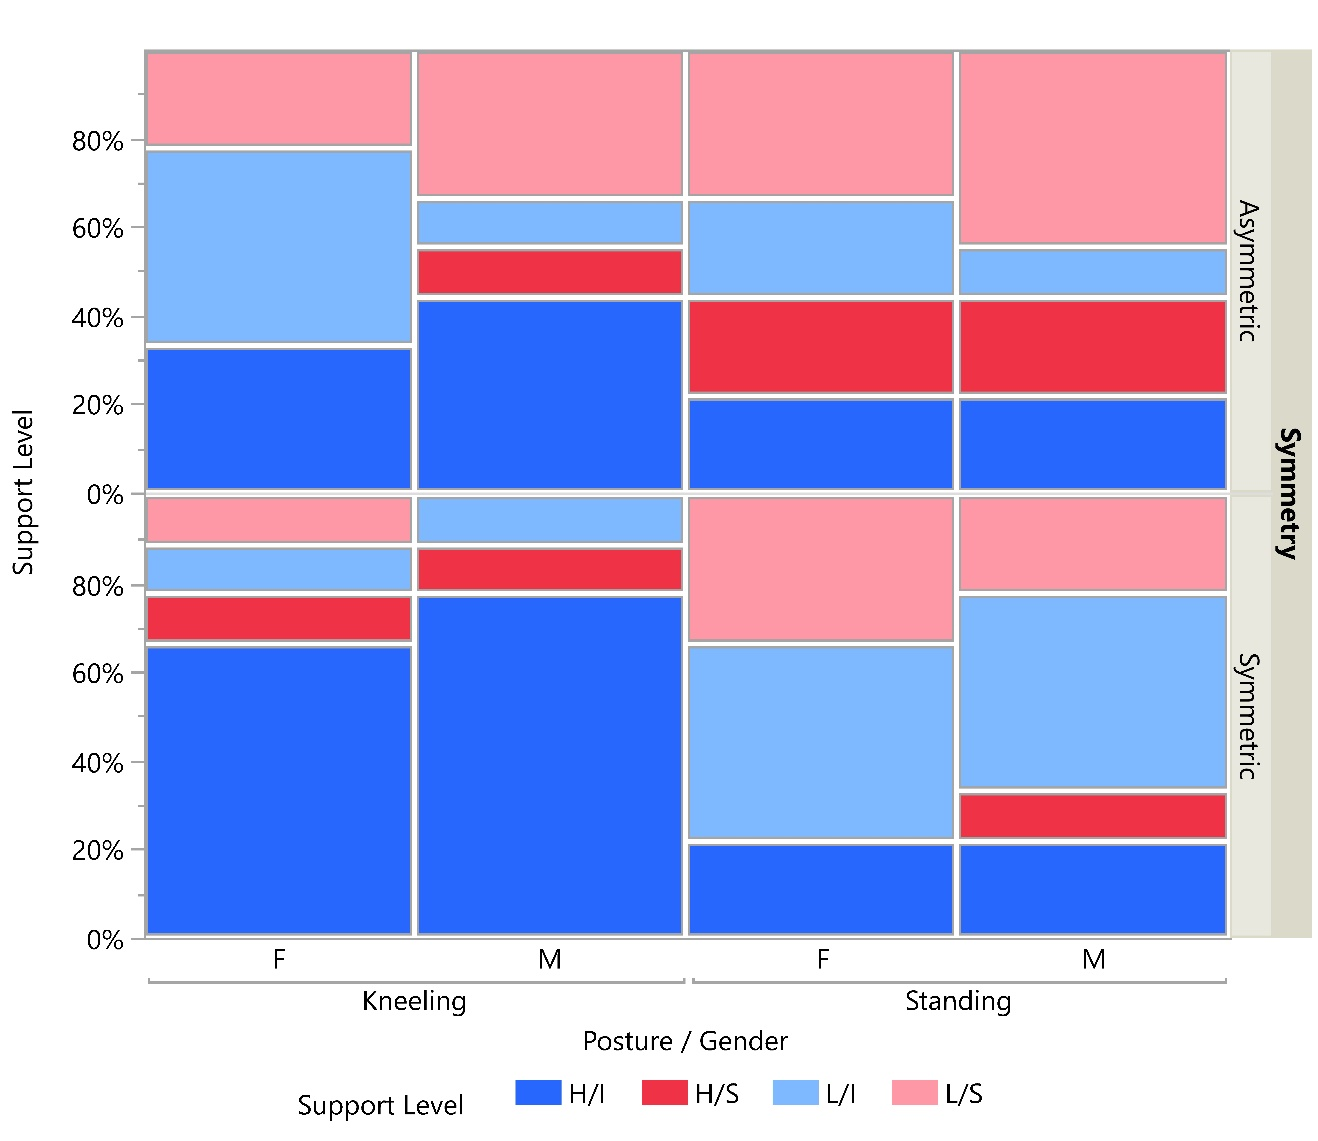 80%
60%
40%
20%
0%
80%
60%
40%
20%
0%
Support Level
Asymmetric
Symmetric
Symmetry
F M F M
Kneeling Standing
Posture / Gender
Support Level H/I H/S L/I L/S